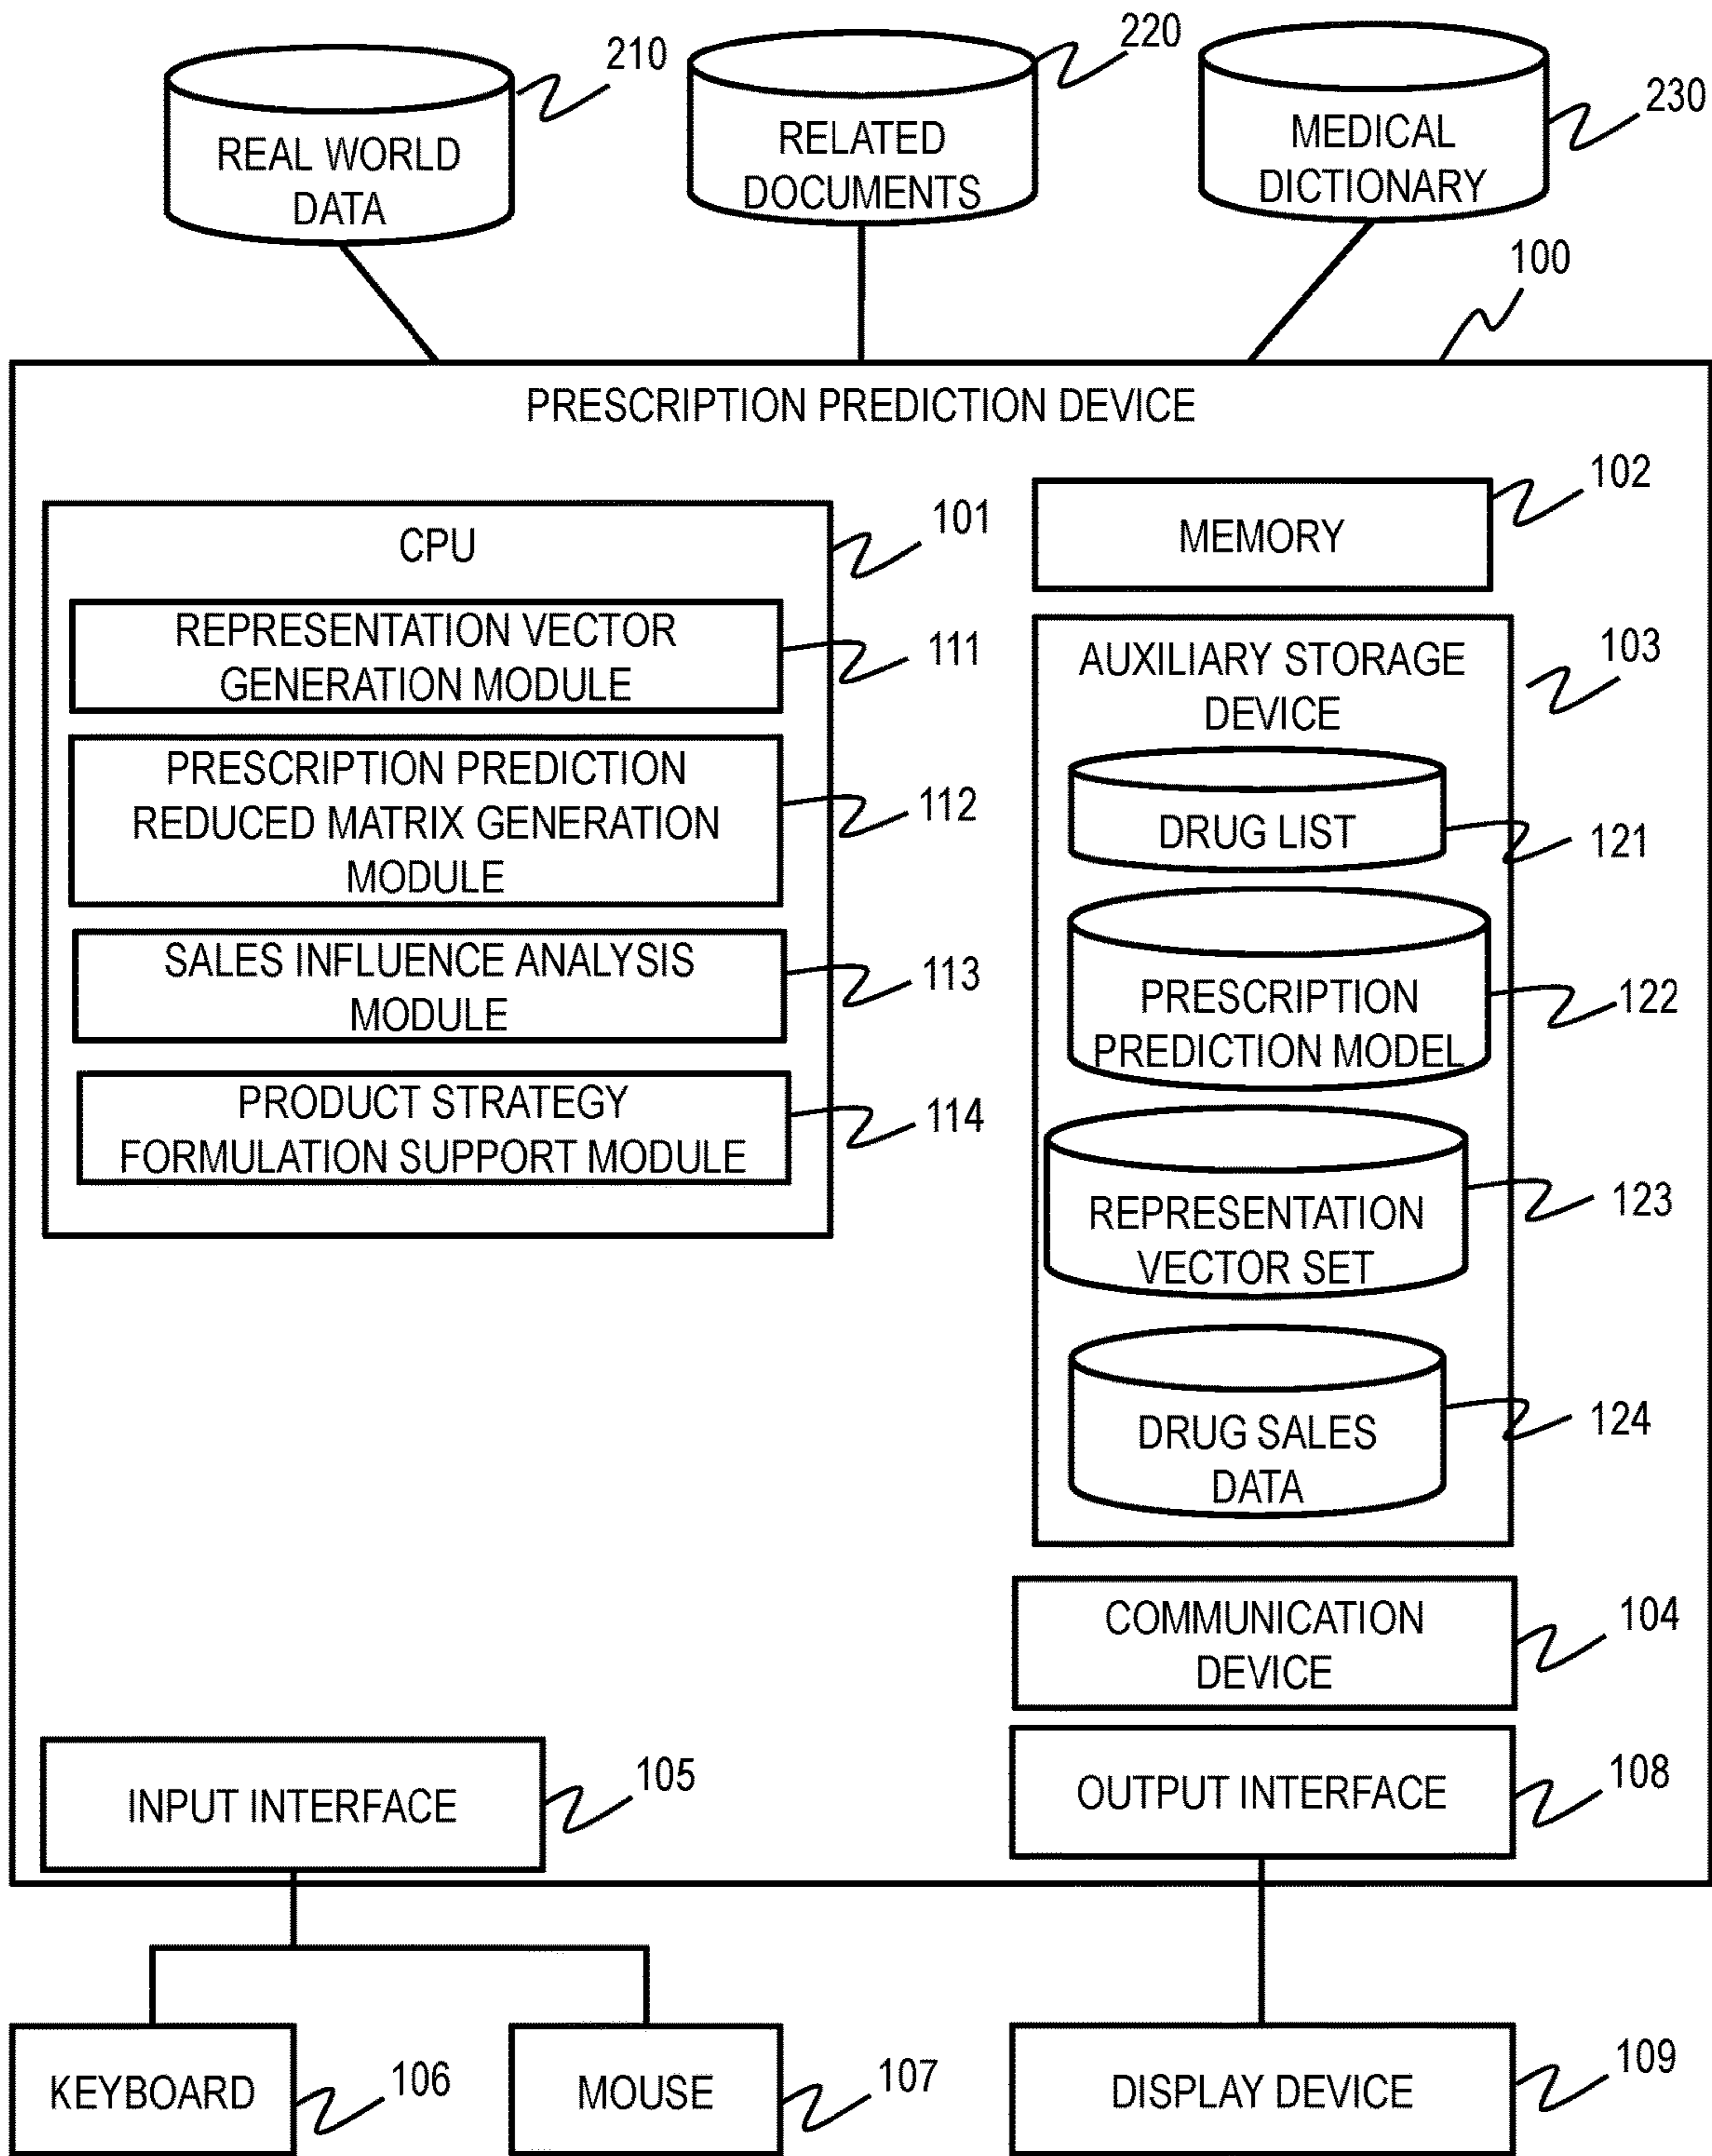 210
REAL WORLD
DATA
220
RELATED
DOCUMENTS
230
MEDICAL
DICTIONARY
100
PRESCRIPTION PREDICTION DEVICE
101
CPU
REPRESENTATION VECTOR
GENERATION MODULE
111
PRESCRIPTION PREDICTION
REDUCED MATRIX GENERATION
MODULE
112
SALES INFLUENCE ANALYSIS
MODULE
113
PRODUCT STRATEGY
FORMULATION SUPPORT MODULE
114
102
MEMORY
103
AUXILIARY STORAGE
DEVICE
DRUG LIST
121
PRESCRIPTION
PREDICTION MODEL
122
REPRESENTATION
VECTOR SET
123
DRUG SALES
DATA
124
COMMUNICATION
DEVICE
104
INPUT INTERFACE
105
OUTPUT INTERFACE
108
KEYBOARD
106
MOUSE
107
DISPLAY DEVICE
109